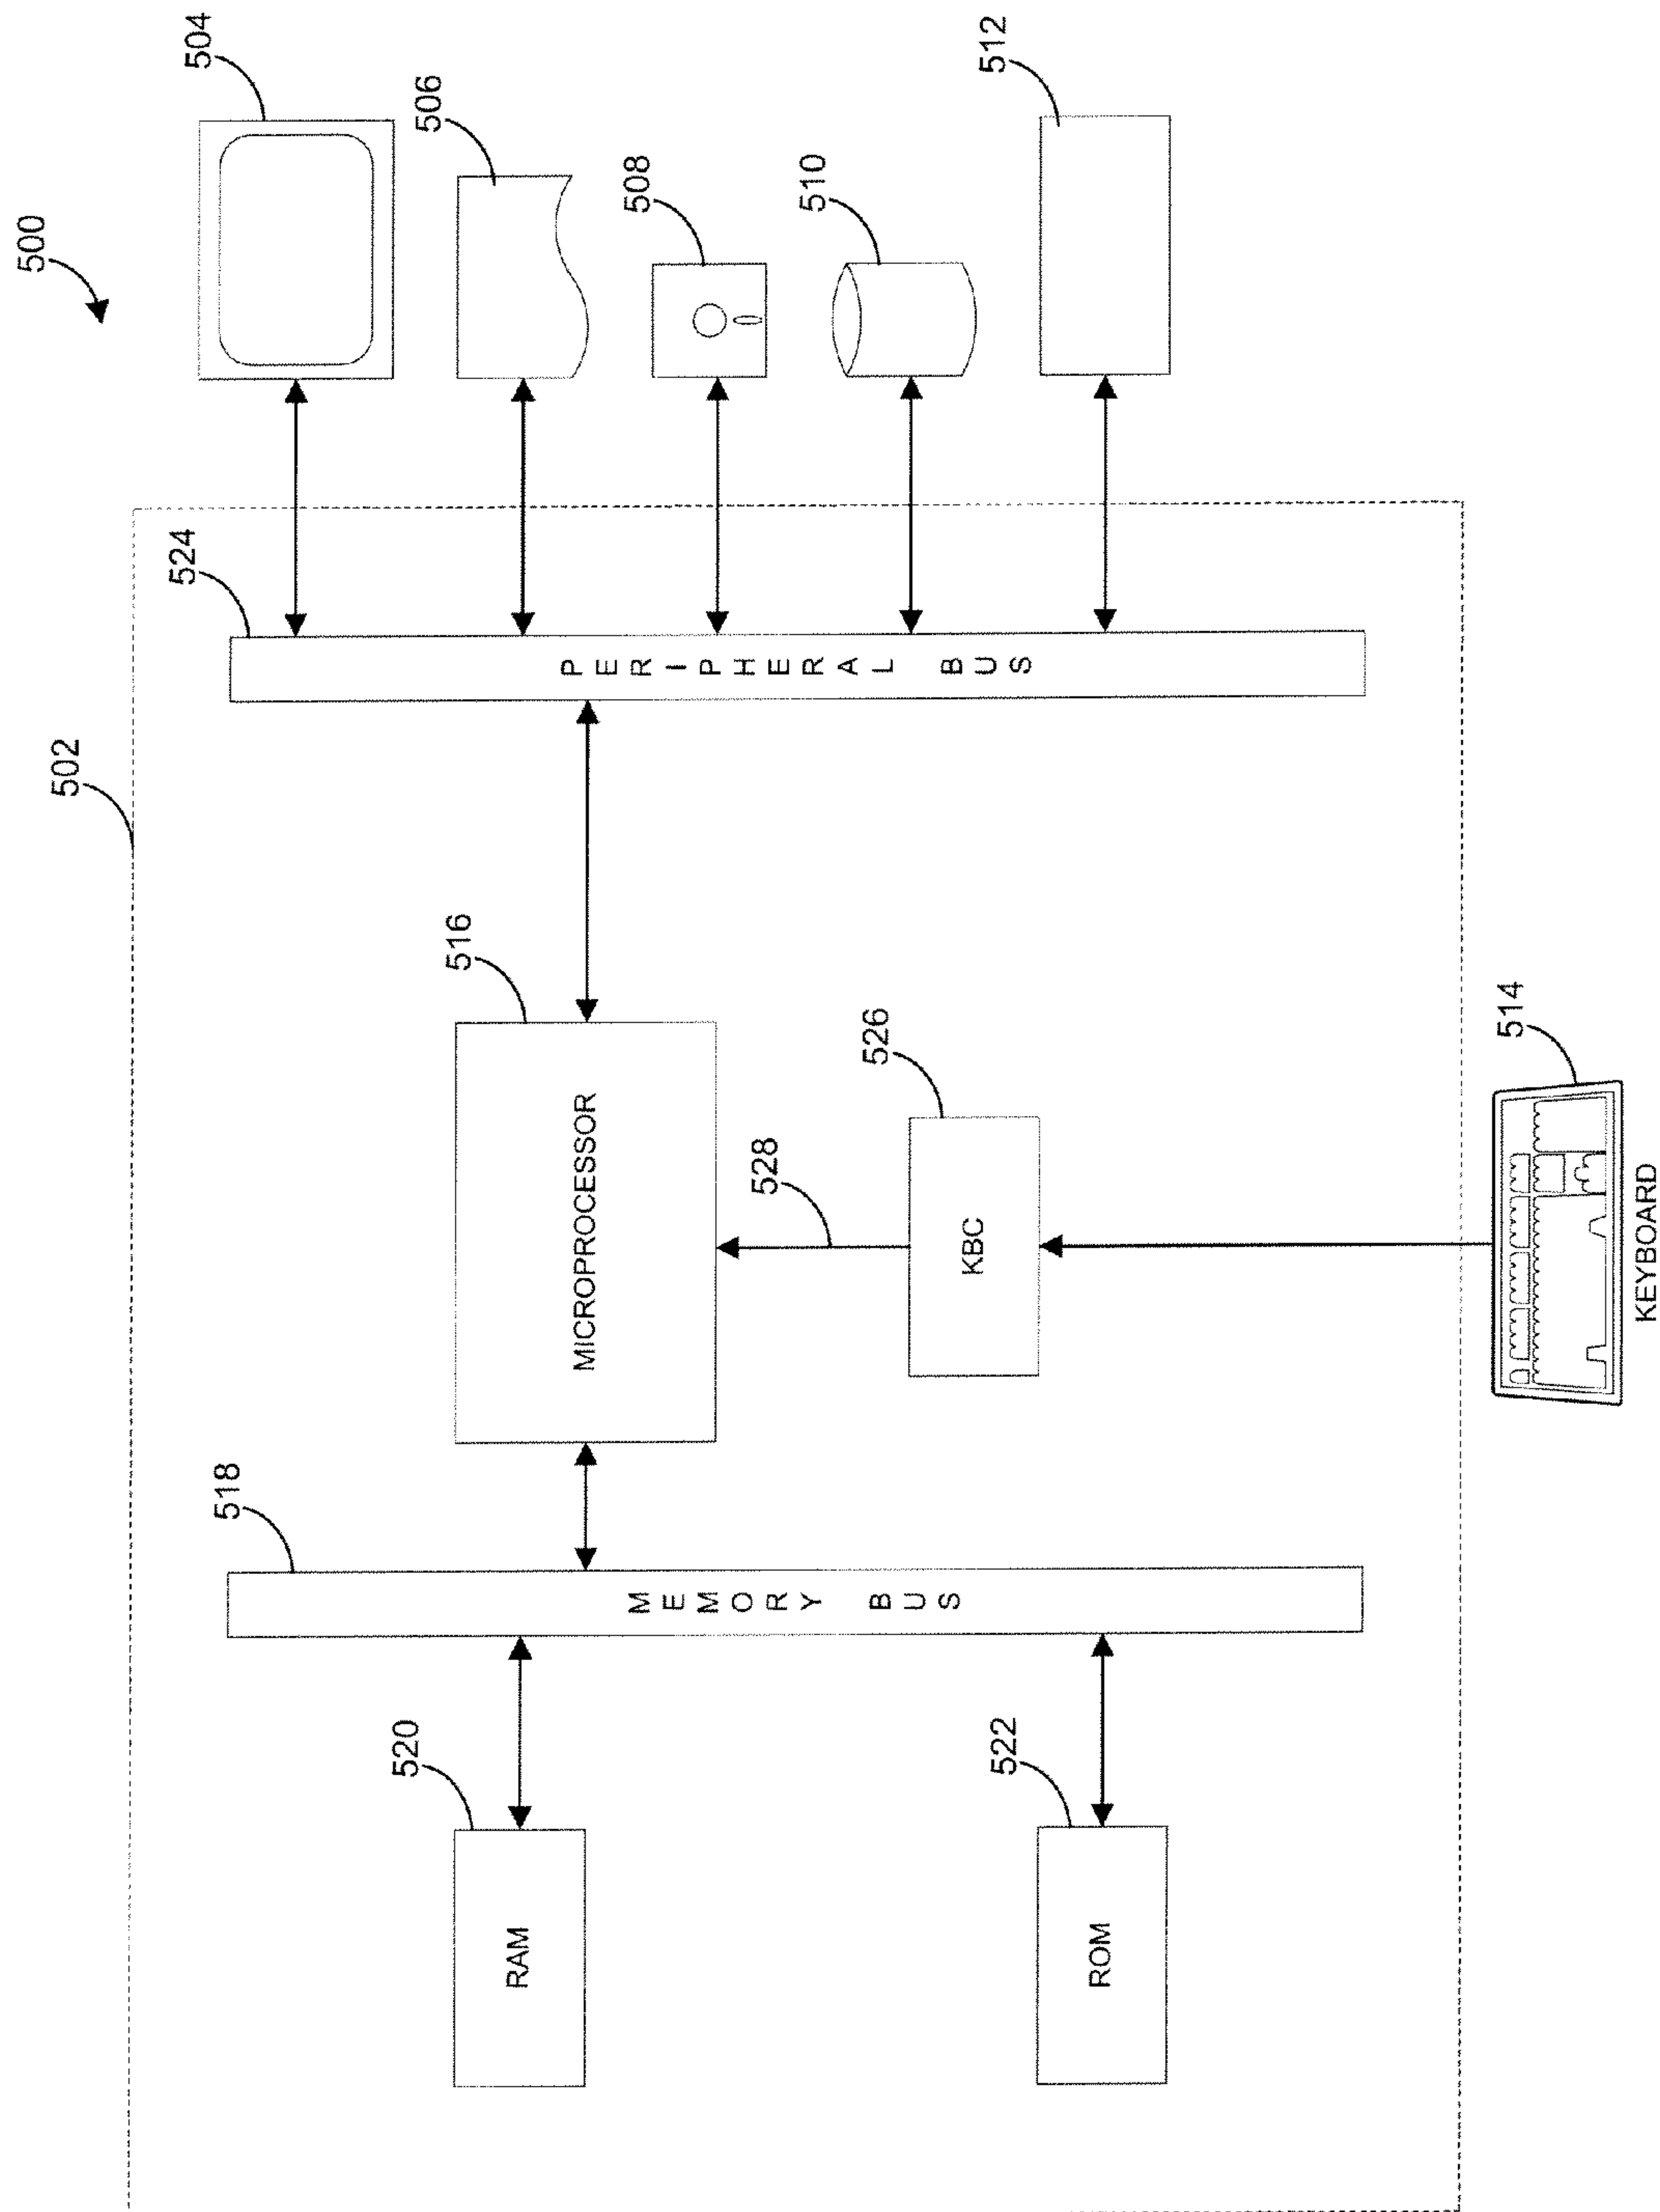 500
502
504
506
508
510
512
524
PERIPHERAL BUS
516
MICROPROCESSOR
526
KBC
528
514
KEYBOARD
518
MEMORY BUS
520
RAM
522
ROM